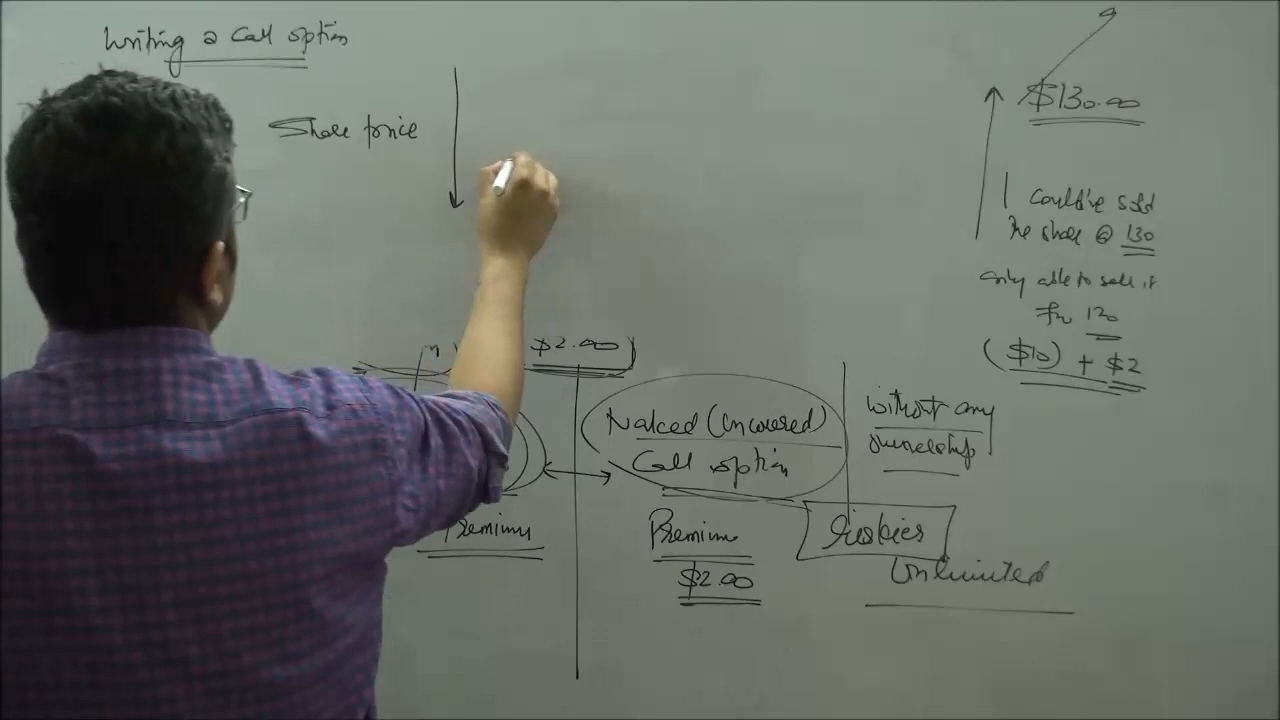 Writing a Call option
Share price
$130.00
I could've sold
the share @ 130
only able to sell it
for 120
($10) + $2
$2.00)
Naked (Uncovered)
Call option
without any
ownership
Premium
Premium
$2.00
riskier
Unlimited